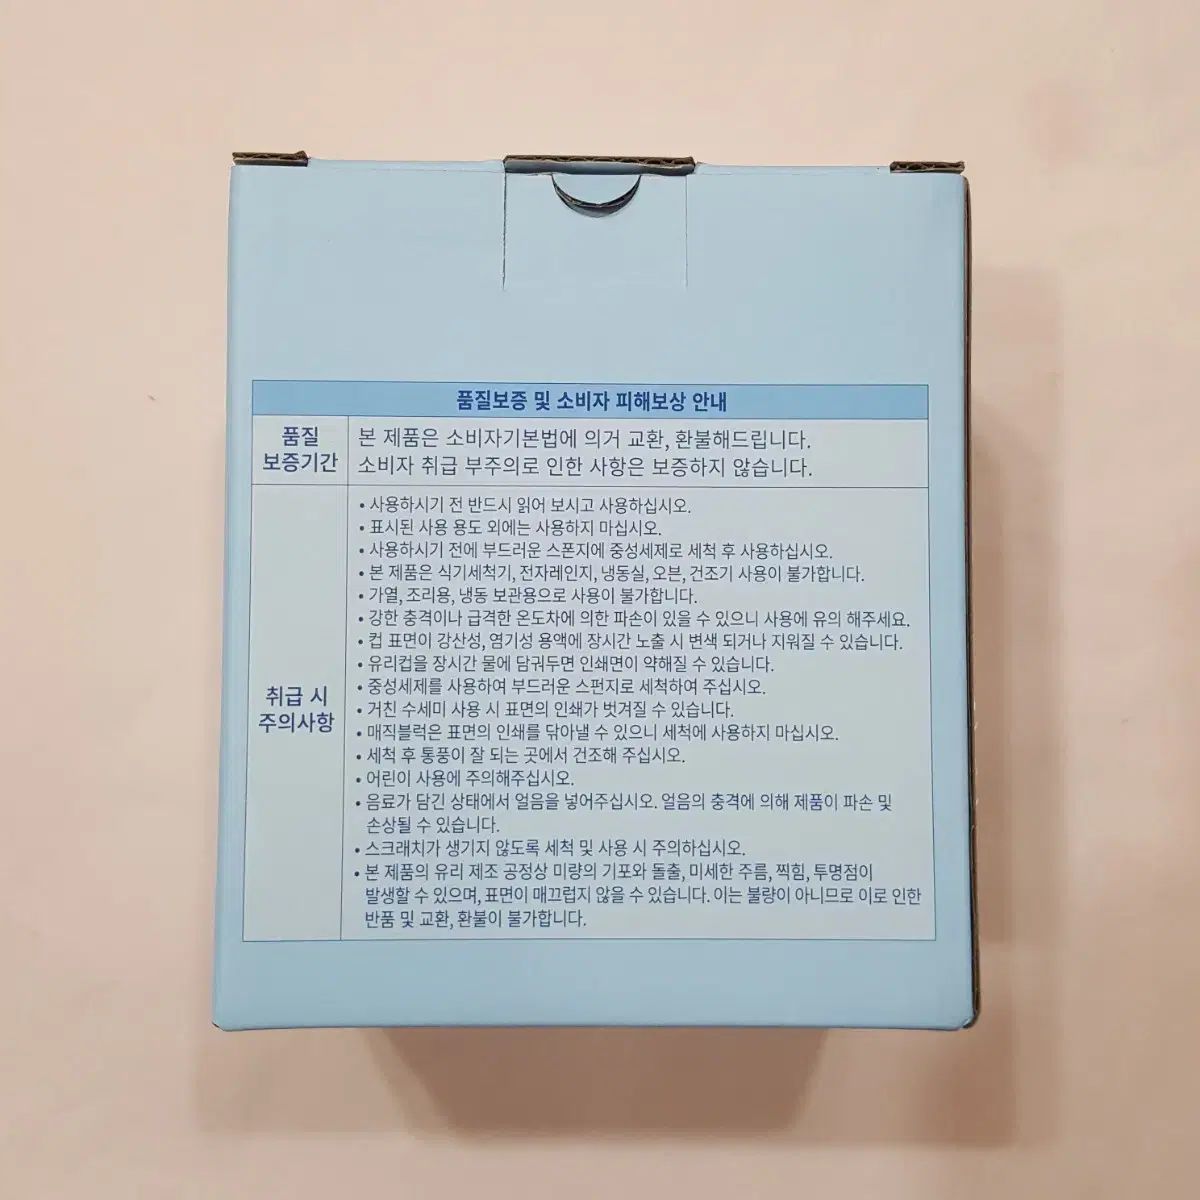 품질보증 및 소비자 피해보상 안내
품질
보증기간
본 제품은 소비자기본법에 의거 교환, 환불해드립니다.
소비자 취급 부주의로 인한 사항은 보증하지 않습니다.
취급 시
주의사항
• 사용하시기 전 반드시 읽어 보시고 사용하십시오.
• 표시된 사용 용도 외에는 사용하지 마십시오.
• 사용하시기 전에 부드러운 스폰지에 중성세제로 세척 후 사용하십시오.
• 본 제품은 식기세척기, 전자레인지, 냉동실, 오븐, 건조기 사용이 불가합니다.
• 가열, 조리용, 냉동 보관용으로 사용이 불가합니다.
• 강한 충격이나 급격한 온도차에 의한 파손이 있을 수 있으니 사용에 유의 해주세요.
• 컵 표면이 강산성, 염기성 용액에 장시간 노출 시 변색 되거나 지워질 수 있습니다.
• 유리컵을 장시간 물에 담궈두면 인쇄면이 약해질 수 있습니다.
• 중성세제를 사용하여 부드러운 스펀지로 세척하여 주십시오.
• 거친 수세미 사용 시 표면의 인쇄가 벗겨질 수 있습니다.
• 매직블럭은 표면의 인쇄를 닦아낼 수 있으니 세척에 사용하지 마십시오.
• 세척 후 통풍이 잘 되는 곳에서 건조해 주십시오.
• 어린이 사용에 주의해주십시오.
• 음료가 담긴 상태에서 얼음을 넣어주십시오. 얼음의 충격에 의해 제품이 파손 및
손상될 수 있습니다.
• 스크래치가 생기지 않도록 세척 및 사용 시 주의하십시오.
• 본 제품의 유리 제조 공정상 미량의 기포와 돌출, 미세한 주름, 찍힘, 투명점이
발생할 수 있으며, 표면이 매끄럽지 않을 수 있습니다. 이는 불량이 아니므로 이로 인한
반품 및 교환, 환불이 불가합니다.